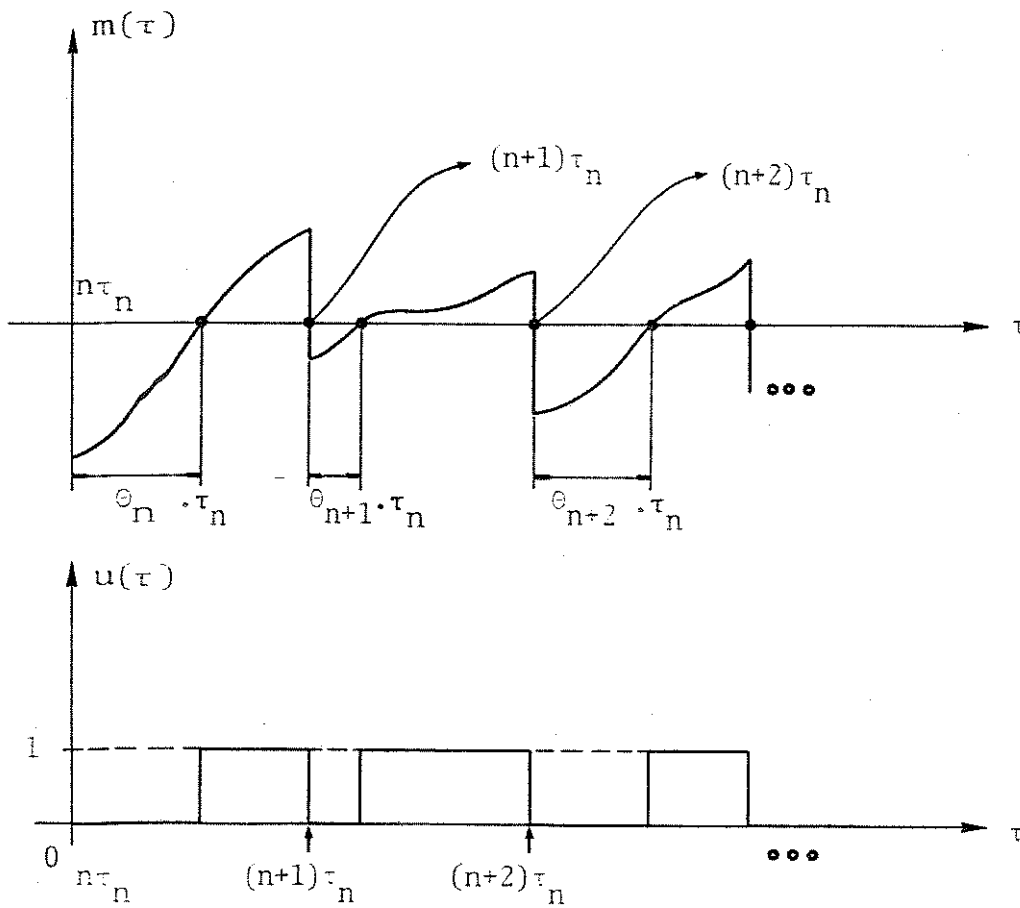 m(τ)
(n+1)τn
(n+2)τn
nτn
τ
Θn · τn
Θn+1 · τn
Θn+2 · τn
u(τ)
1
τ
0
nτn
(n+1)τn
(n+2)τn